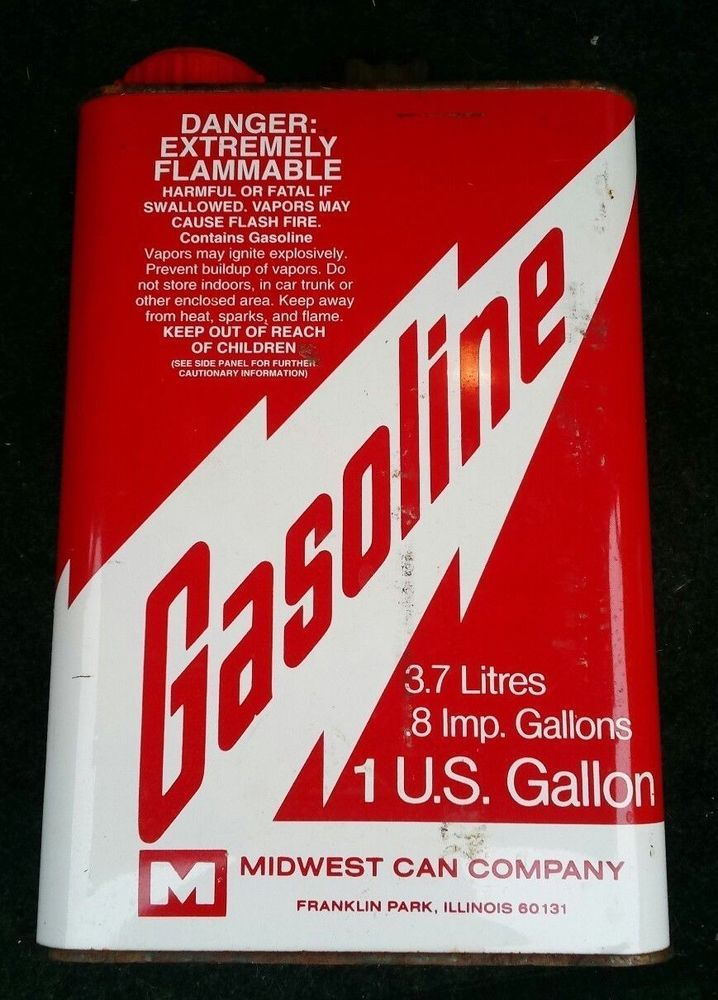 DANGER:
EXTREMELY
FLAMMABLE
HARMFUL OR FATAL IF
SWALLOWED. VAPORS MAY
CAUSE FLASH FIRE.
Contains Gasoline
Vapors may ignite explosively.
Prevent buildup of vapors. Do
not store indoors, in car trunk or
other enclosed area. Keep away
from heat, sparks, and flame.
KEEP OUT OF REACH
OF CHILDREN
(SEE SIDE PANEL FOR FURTHER
CAUTIONARY INFORMATION)
Gasoline
3.7 Litres
.8 Imp. Gallons
1 U.S. Gallon
M MIDWEST CAN COMPANY
FRANKLIN PARK, ILLINOIS 60131